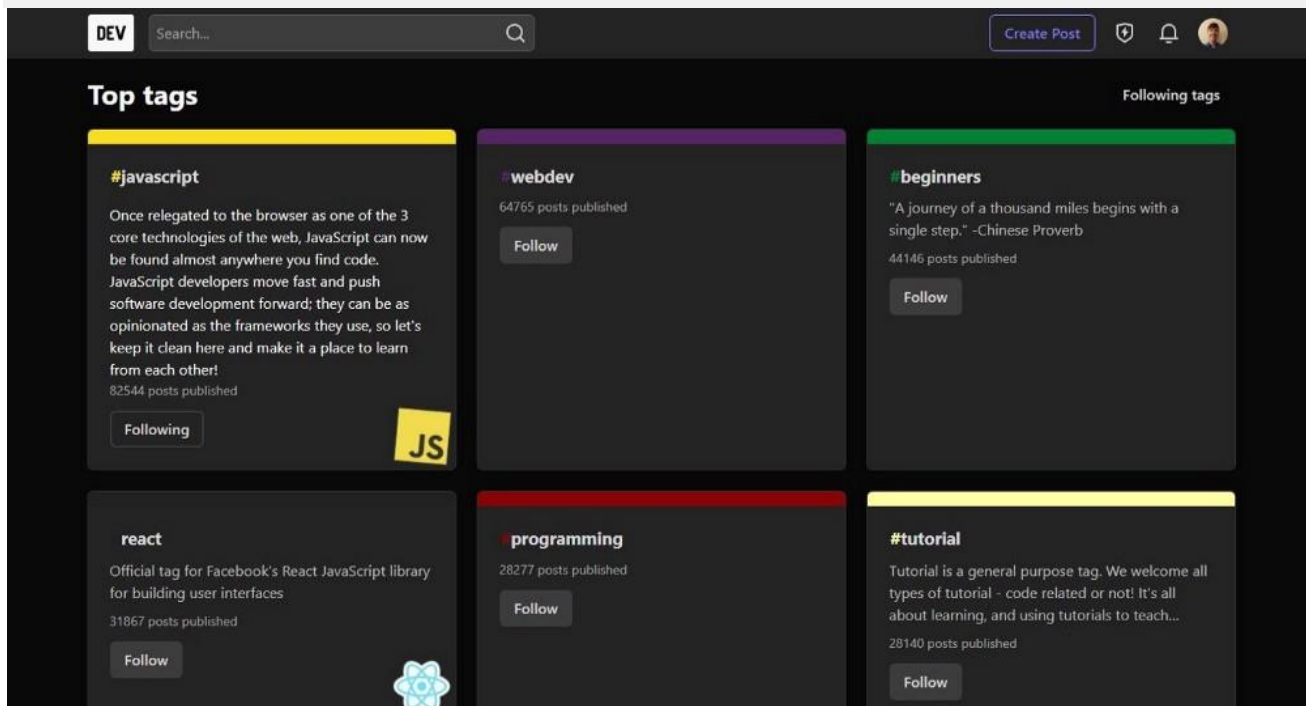 DEV
Search...
Create Post
Top tags
Following tags
#javascript
Once relegated to the browser as one of the 3
core technologies of the web, JavaScript can now
be found almost anywhere you find code.
JavaScript developers move fast and push
software development forward; they can be as
opinionated as the frameworks they use, so let's
keep it clean here and make it a place to learn
from each other!
82544 posts published
Following
JS
#webdev
64765 posts published
Follow
#beginners
"A journey of a thousand miles begins with a
single step." -Chinese Proverb
44146 posts published
Follow
react
Official tag for Facebook's React JavaScript library
for building user interfaces
31867 posts published
Follow
#programming
28277 posts published
Follow
#tutorial
Tutorial is a general purpose tag. We welcome all
types of tutorial - code related or not! It's all
about learning, and using tutorials to teach...
28140 posts published
Follow